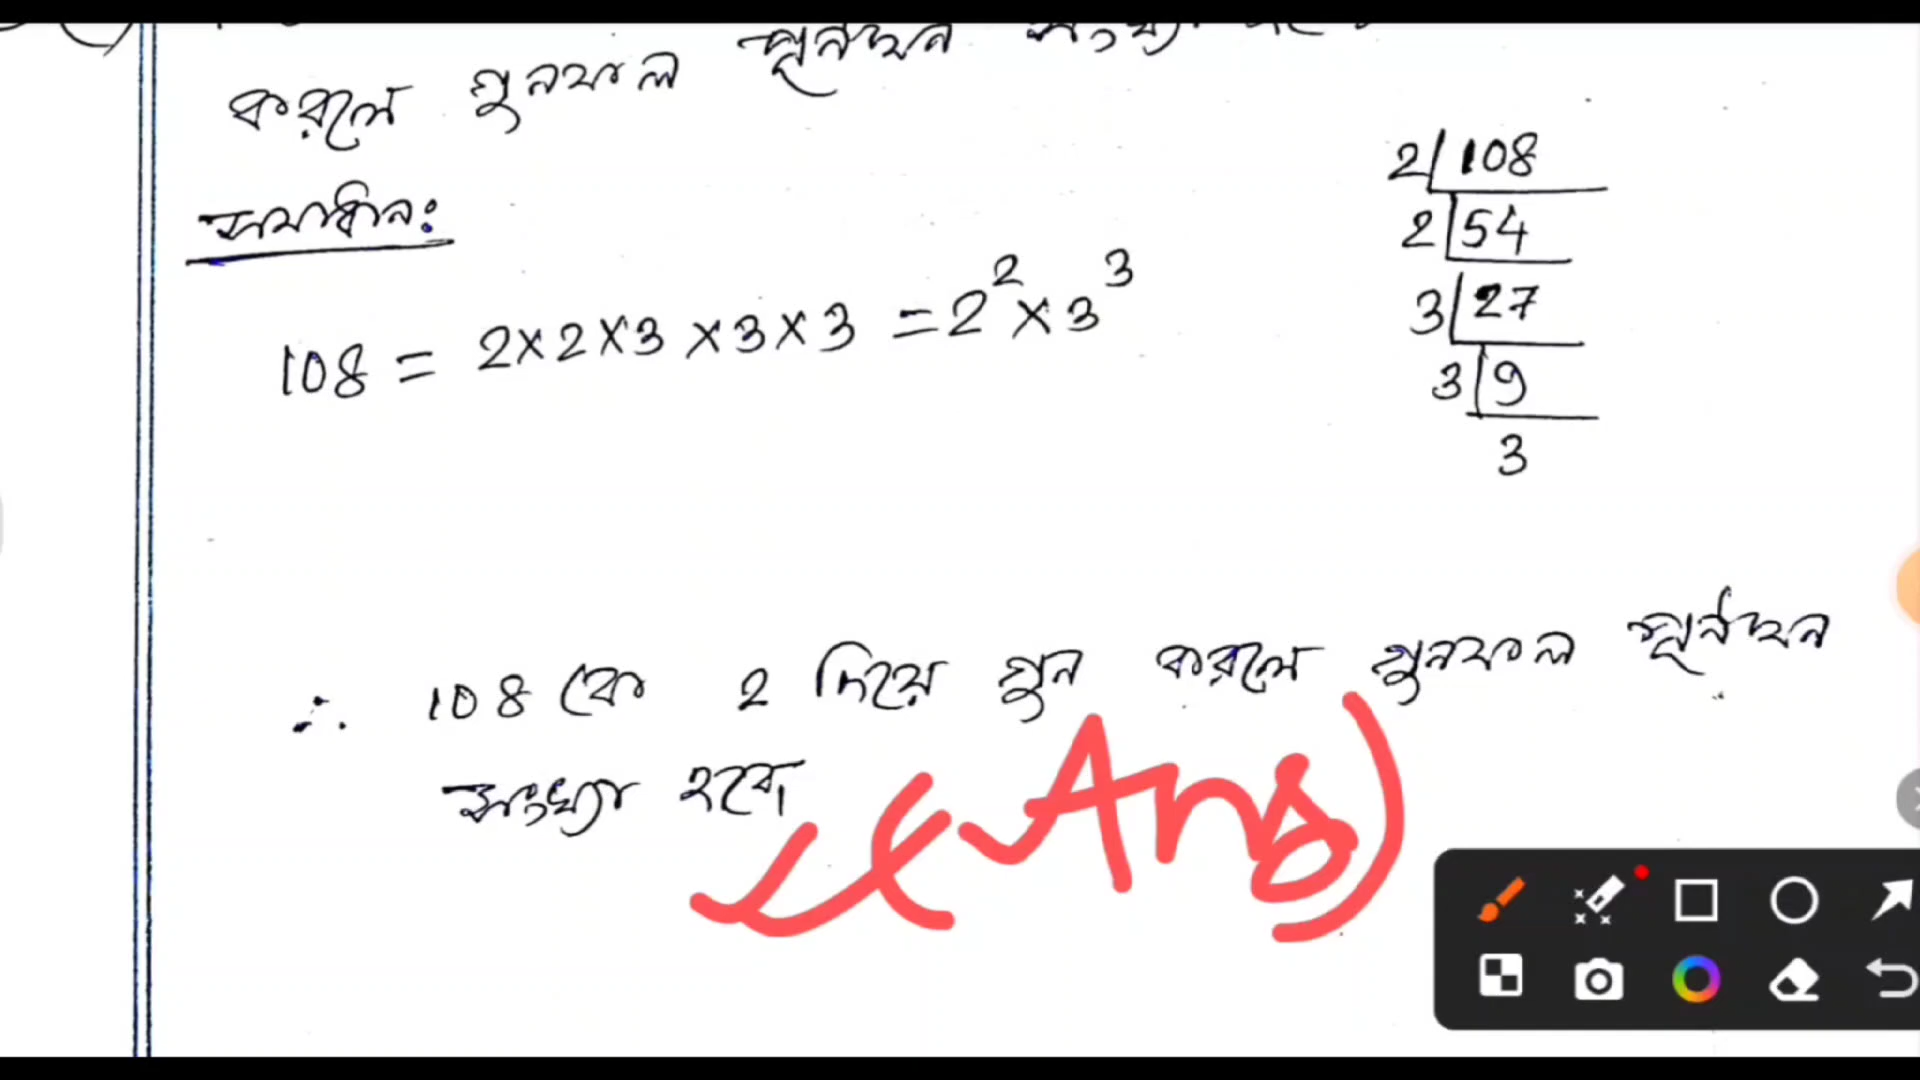 করলে গুনফল পূর্নঘন সংখ্যা
সমাধান:
108 = 2×2×3×3×3 = 2²×3³
2 108
2 54
3 27
3 9
3
∴ 108 কে 2 দিয়ে গুন করলে গুনফল পূর্নঘন
সংখ্যা হবে।
(Ans)